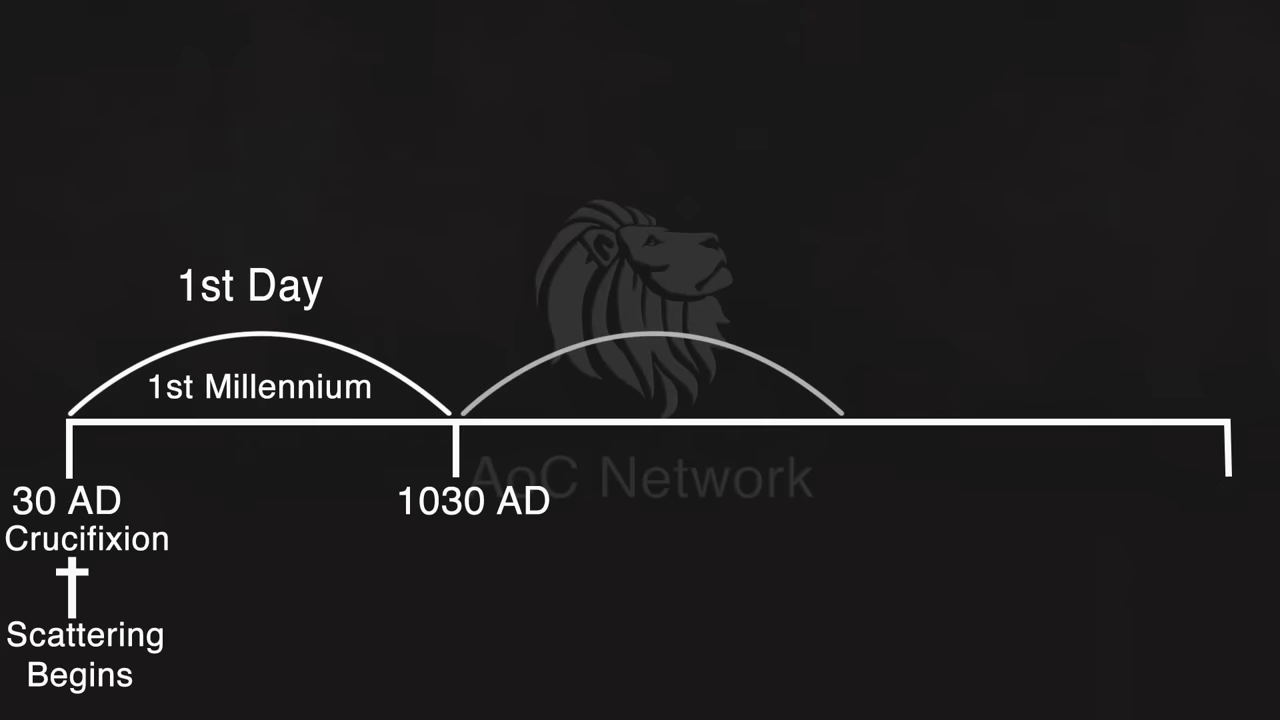 1st Day
1st Millennium
30 AD
1030 AD
AoC Network
Crucifixion
Scattering
Begins